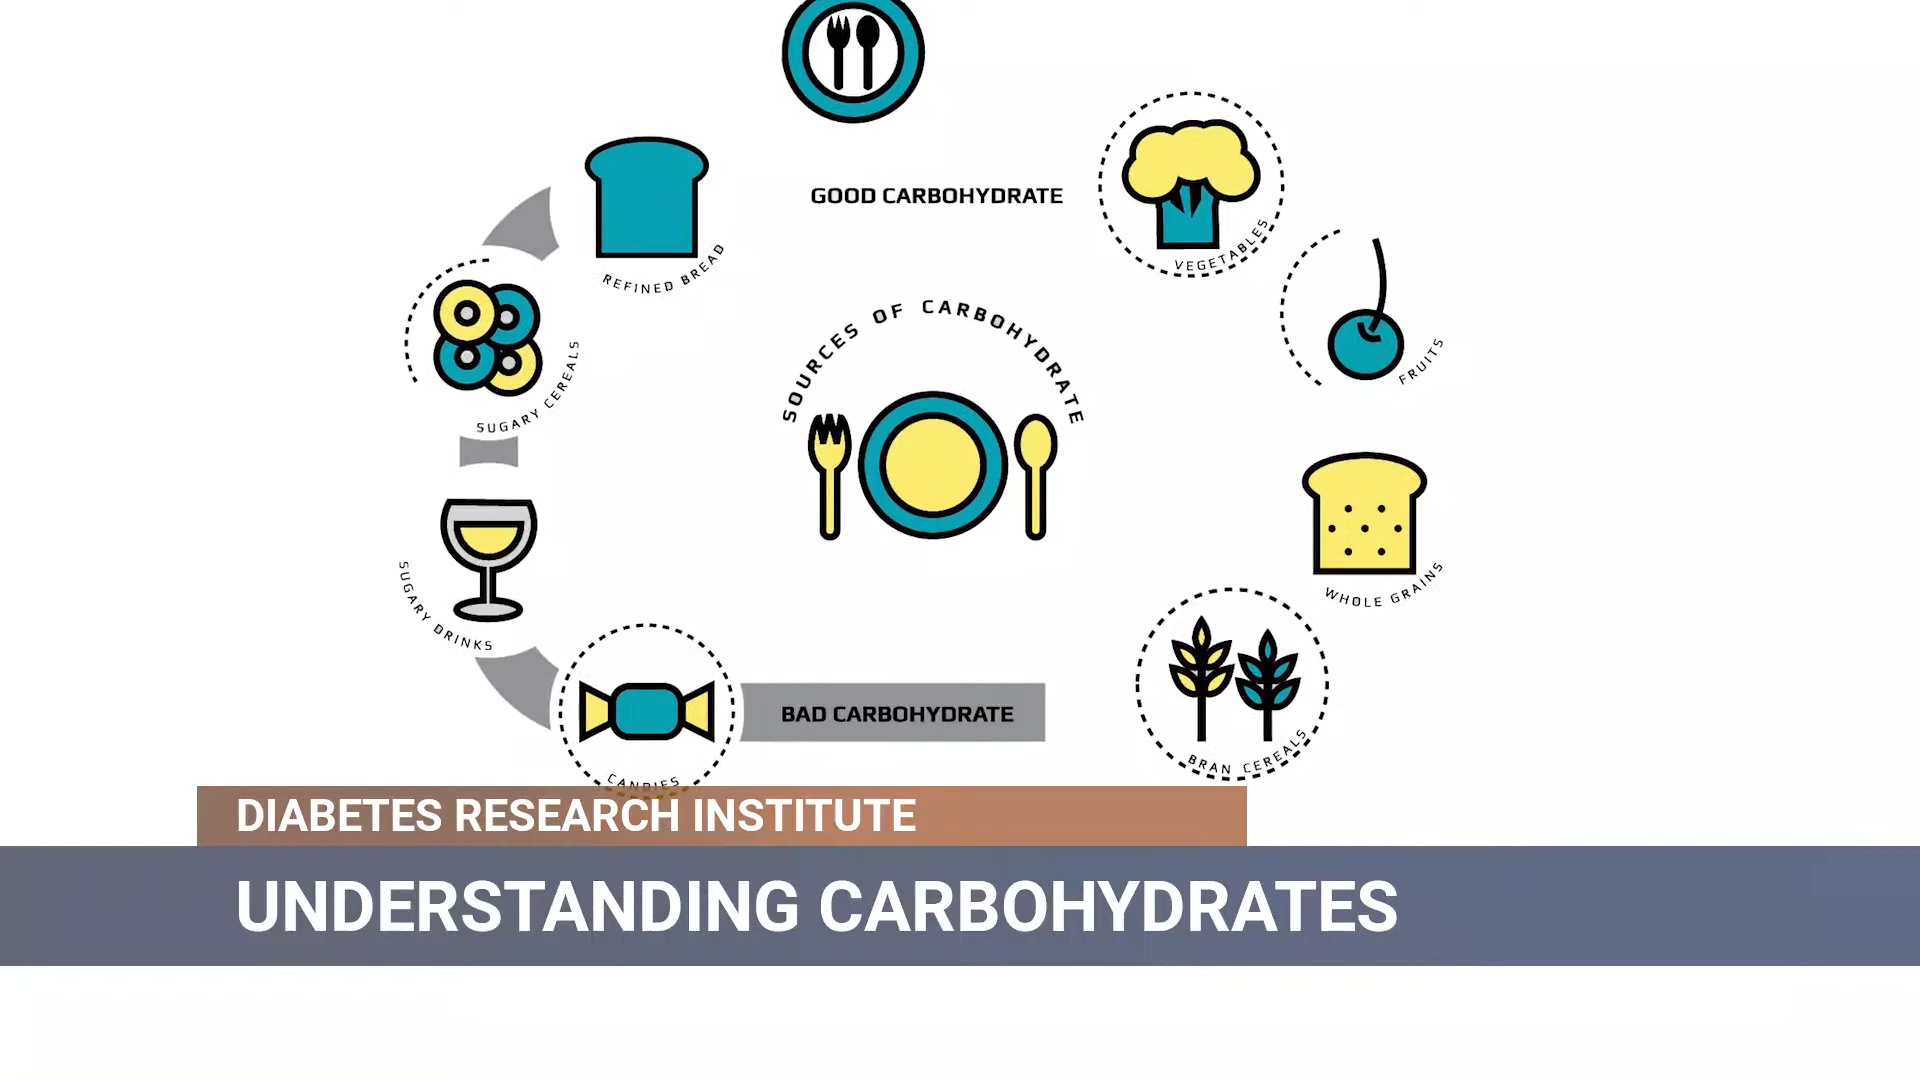 GOOD CARBOHYDRATE
VEGETABLES
REFINED BREAD
FRUITS
SOURCES OF CARBOHYDRATE
SUGARY CEREALS
WHOLE GRAINS
SUGARY DRINKS
BAD CARBOHYDRATE
BRAN CEREALS
CANDIES
DIABETES RESEARCH INSTITUTE
UNDERSTANDING CARBOHYDRATES